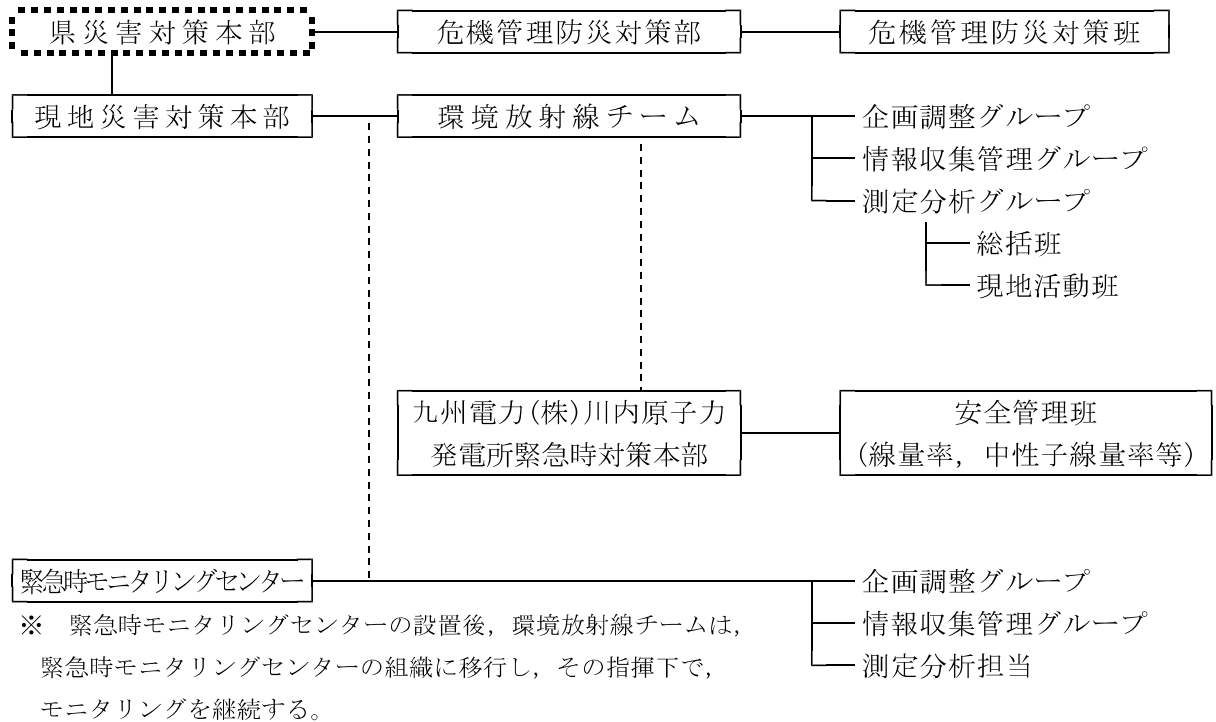 県災害対策本部
危機管理防災対策部
危機管理防災対策班
現地災害対策本部
環境放射線チーム
企画調整グループ
情報収集管理グループ
測定分析グループ
総括班
現地活動班
九州電力(株)川内原子力
発電所緊急時対策本部
安全管理班
(線量率，中性子線量率等)
緊急時モニタリングセンター
企画調整グループ
情報収集管理グループ
測定分析担当
※　緊急時モニタリングセンターの設置後，環境放射線チームは，
緊急時モニタリングセンターの組織に移行し，その指揮下で，
モニタリングを継続する。